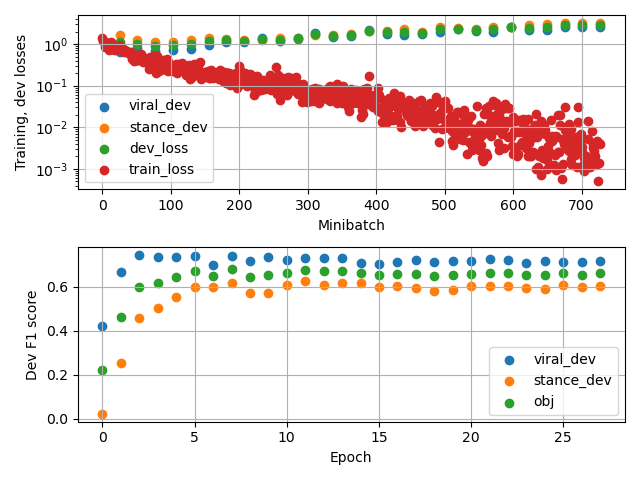 Training, dev losses
10⁰
10⁻¹
10⁻²
10⁻³
viral_dev
stance_dev
dev_loss
train_loss
0 100 200 300 400 500 600 700
Minibatch
Dev F1 score
0.6
0.4
0.2
0.0
viral_dev
stance_dev
obj
0 5 10 15 20 25
Epoch